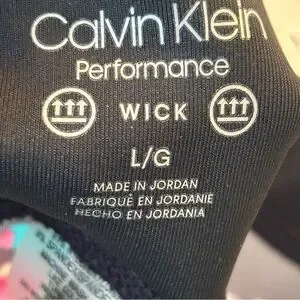 Calvin Klein
Performance
WICK
L/G
MADE IN JORDAN
FABRIQUÉ EN JORDANIE
HECHO EN JORDANIA